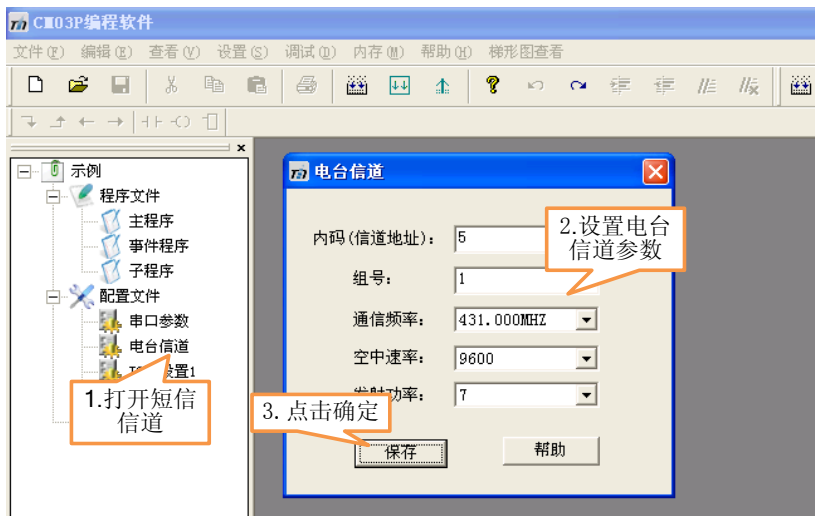 CM03P编程软件
文件(F) 编辑(E) 查看(V) 设置(S) 调试(D) 内存(M) 帮助(H) 梯形图查看
示例
程序文件
主程序
事件程序
子程序
配置文件
串口参数
电台信道
置1
1.打开短信
信道
电台信道
内码(信道地址): 5
组号: 1
通信频率: 431.000MHZ
空中速率: 9600
功率: 7
保存 帮助
2.设置电台
信道参数
3.点击确定